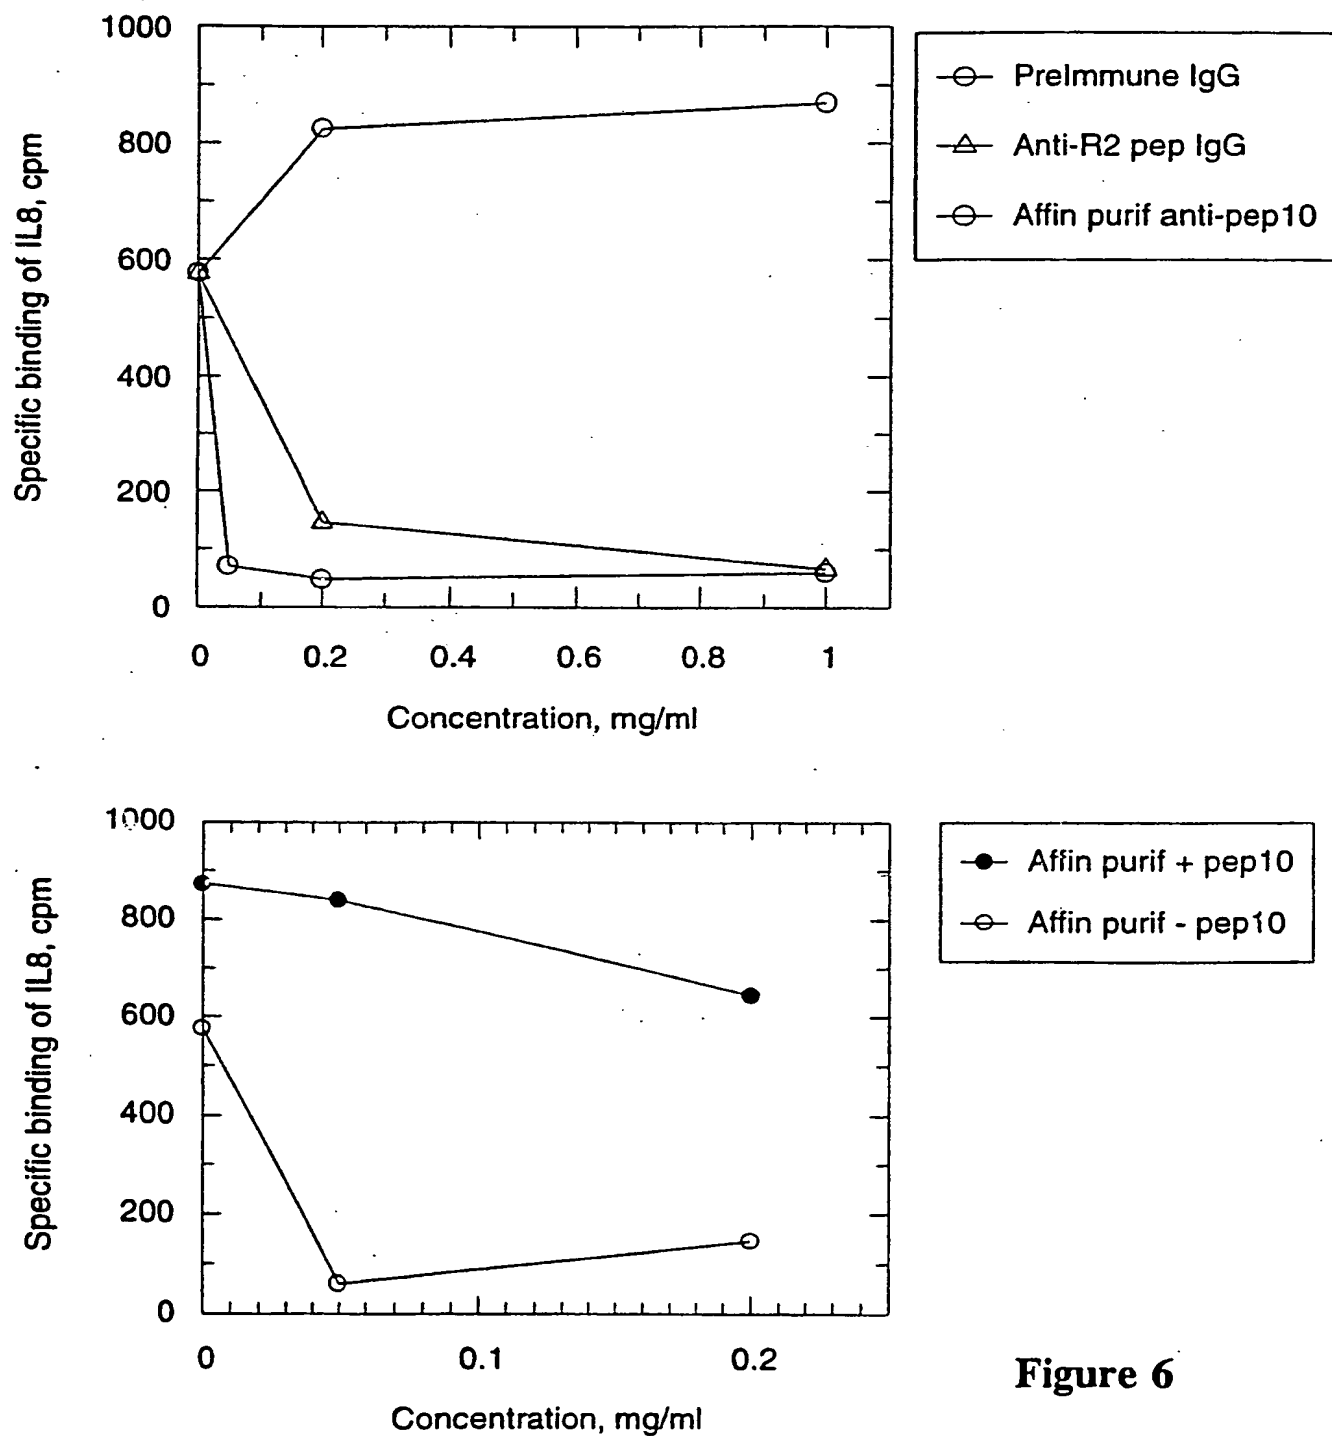 1000
800
600
400
200
0
Specific binding of IL8, cpm
0 0.2 0.4 0.6 0.8 1
Concentration, mg/ml
PreImmune IgG
Anti-R2 pep IgG
Affin purif anti-pep10
1000
800
600
400
200
0
Specific binding of IL8, cpm
0 0.1 0.2
Concentration, mg/ml
Affin purif + pep10
Affin purif - pep10
Figure 6